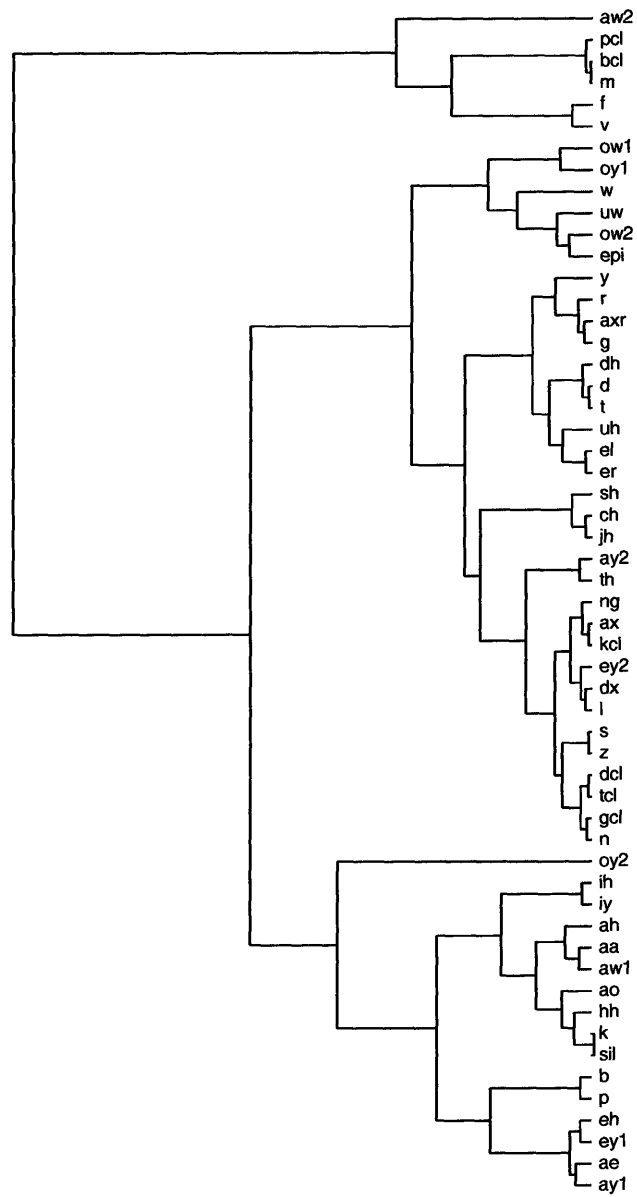 aw2
pcl
bcl
m
f
v
ow1
oy1
w
uw
ow2
epi
y
r
axr
g
dh
d
t
uh
el
er
sh
ch
jh
ay2
th
ng
ax
kcl
ey2
dx
l
s
z
dcl
tcl
gcl
n
oy2
ih
iy
ah
aa
aw1
ao
hh
k
sil
b
p
eh
ey1
ae
ay1